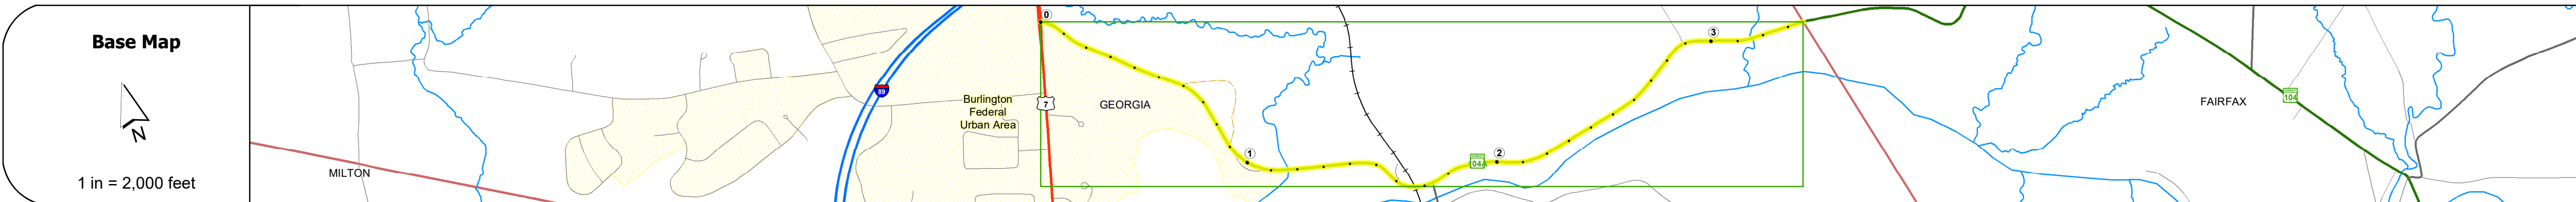 Base Map
N
1 in = 2,000 feet
MILTON
89
Burlington
Federal
Urban Area
0
7
GEORGIA
1
104A
2
3
FAIRFAX
104